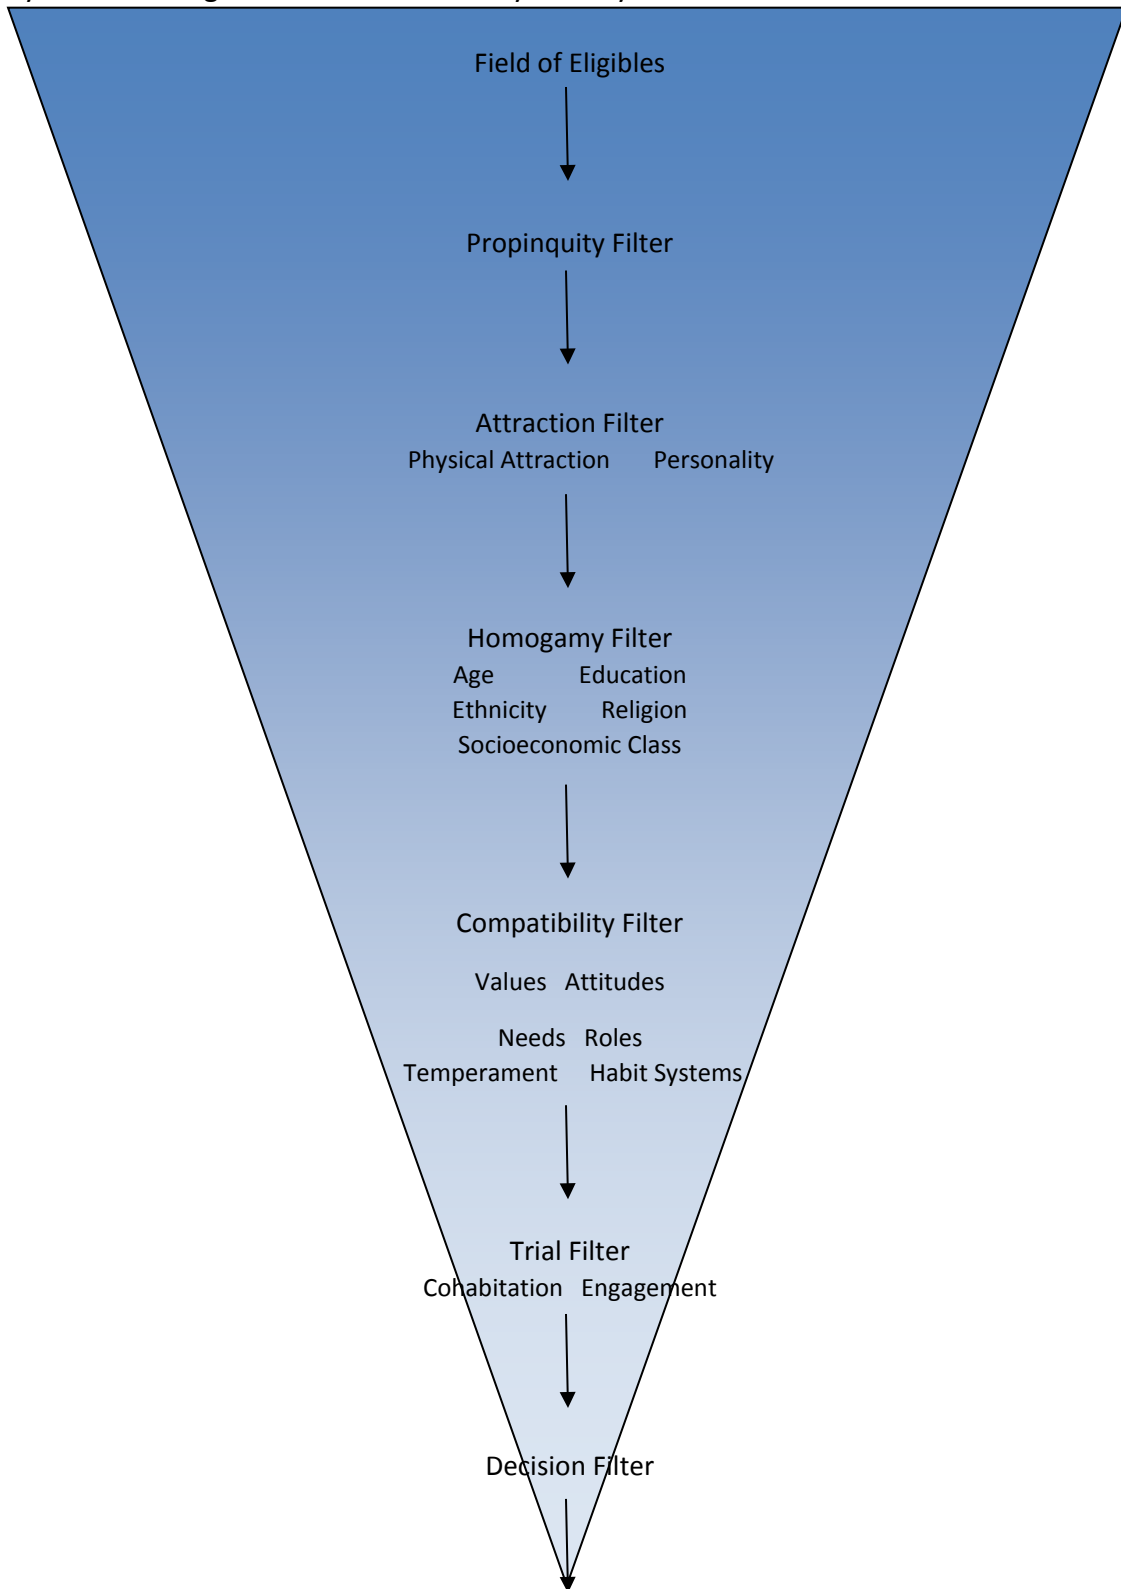 Field of Eligibles
Propinquity Filter
Attraction Filter
Physical Attraction Personality
Homogamy Filter
Age Education
Ethnicity Religion
Socioeconomic Class
Compatibility Filter
Values Attitudes
Needs Roles
Temperament Habit Systems
Trial Filter
Cohabitation Engagement
Decision Filter